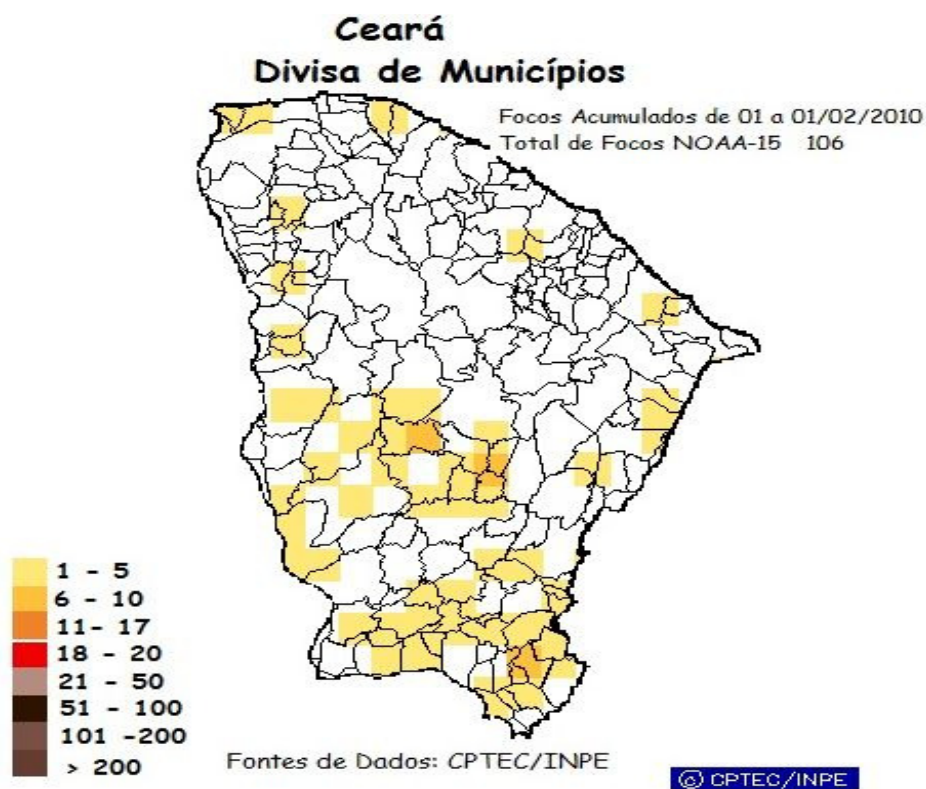 Ceará
Divisa de Municípios
Focos Acumulados de 01 a 01/02/2010
Total de Focos NOAA-15 106
1 - 5
6 - 10
11- 17
18 - 20
21 - 50
51 - 100
101 -200
> 200
Fontes de Dados: CPTEC/INPE
© CPTEC/INPE